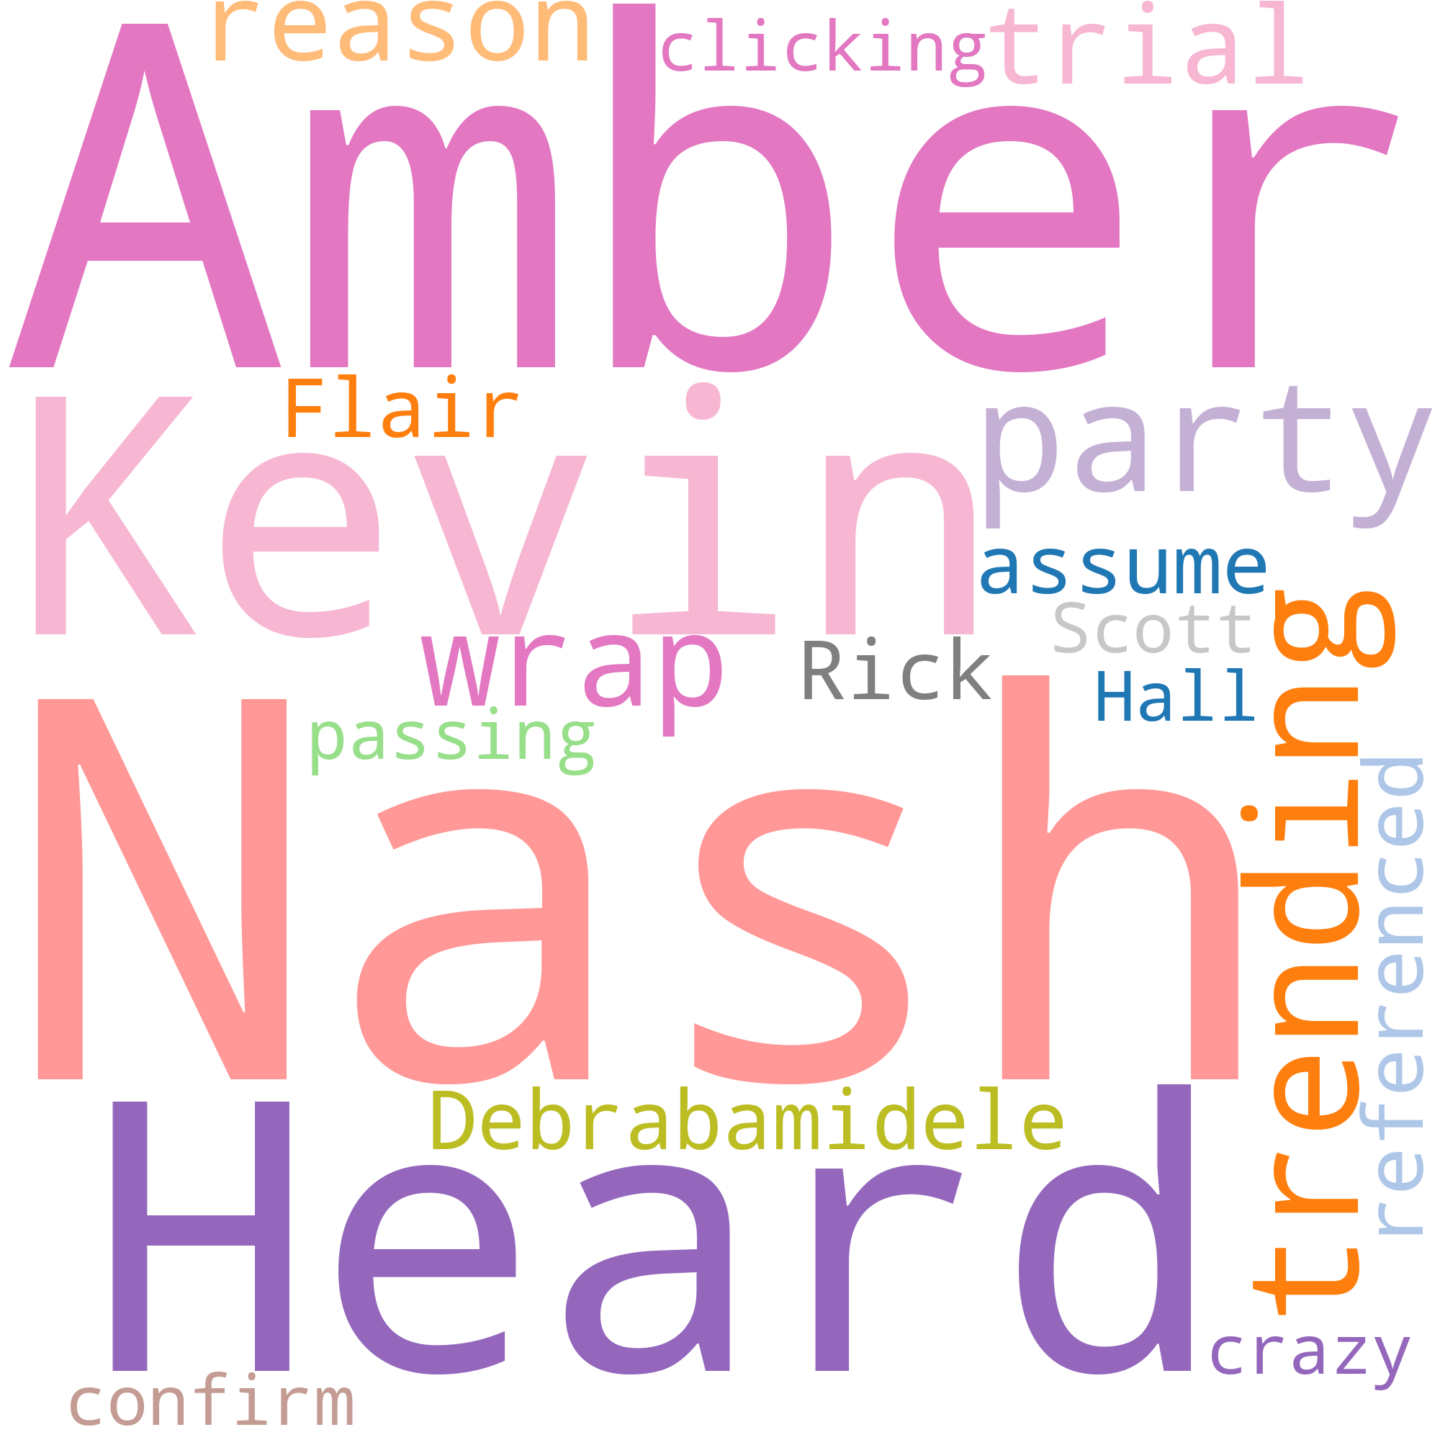 reason
clicking
trial
Amber
Flair
Kevin
party
assume
Scott
wrap
Rick
Hall
passing
Nash
trending
referenced
Debrabamidele
Heard
crazy
confirm